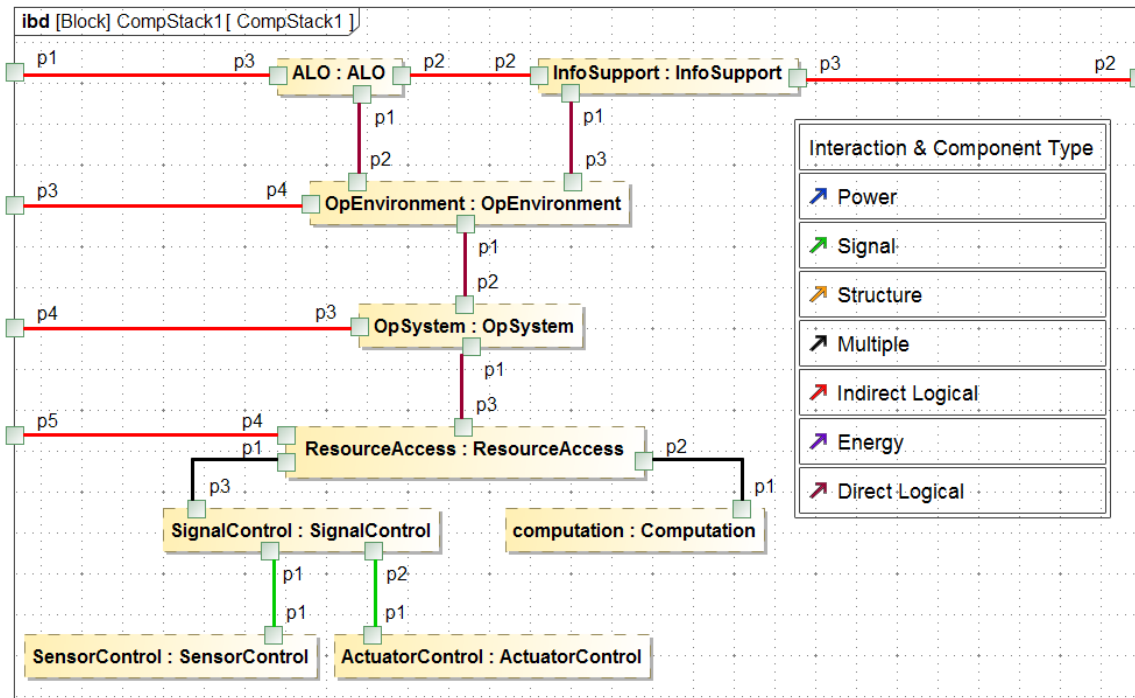 ibd [Block] CompStack1 [ CompStack1 ]
p1 p3 ALO : ALO p2 p2 InfoSupport : InfoSupport p3 p2
p1 p1
Interaction & Component Type
p2 p3
p3 p4 OpEnvironment : OpEnvironment
Power
p1
Signal
p2
Structure
p4 p3 OpSystem : OpSystem
Multiple
p1
Indirect Logical
p3
p5 p4
p1 ResourceAccess : ResourceAccess p2
Energy
p3 p1
Direct Logical
SignalControl : SignalControl computation : Computation
p1 p2
p1 p1
SensorControl : SensorControl ActuatorControl : ActuatorControl